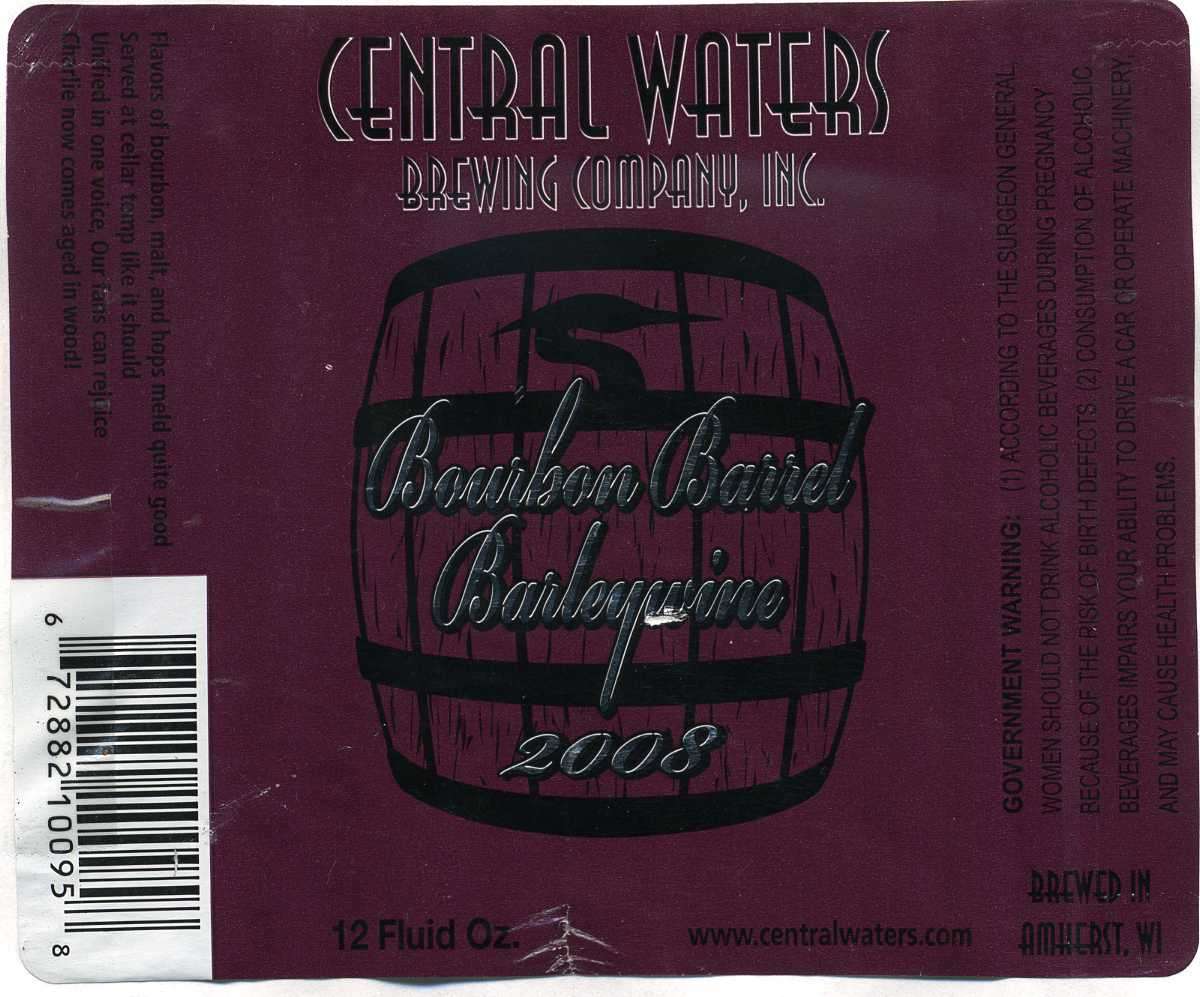 CENTRAL WATERS
BREWING COMPANY, INC.
Bourbon Barrel
Barleywine
2008
12 Fluid Oz.
www.centralwaters.com
Flavors of bourbon, malt, and hops meld quite good
Served at cellar temp like it should
Unified in one voice, Our fans can rejoice
Charlie now comes aged in wood!
6 72882 10095 8
GOVERNMENT WARNING: (1) ACCORDING TO THE SURGEON GENERAL,
WOMEN SHOULD NOT DRINK ALCOHOLIC BEVERAGES DURING PREGNANCY
BECAUSE OF THE RISK OF BIRTH DEFECTS. (2) CONSUMPTION OF ALCOHOLIC
BEVERAGES IMPAIRS YOUR ABILITY TO DRIVE A CAR OR OPERATE MACHINERY,
AND MAY CAUSE HEALTH PROBLEMS.
BREWED IN
AMHERST, WI